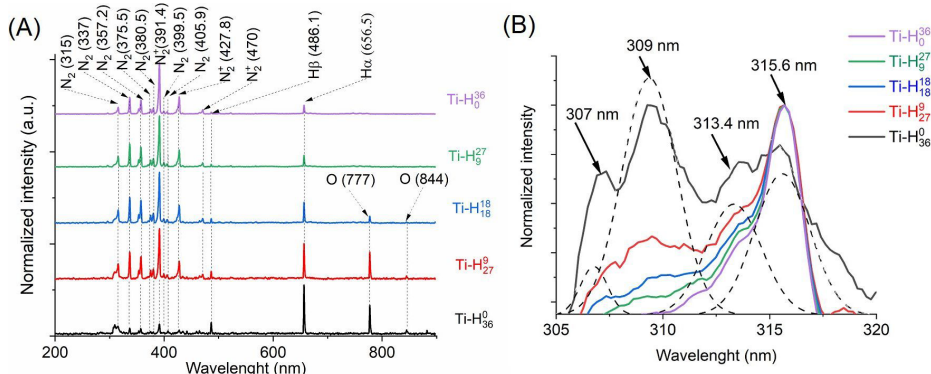 (A)
N₂ (315)
N₂ (337)
N₂ (357.2)
N₂(375.5)
N₂ (380.5)
N₂⁺(391.4)
N₂ (399.5)
N₂ (405.9)
N₂⁺ (427.8)
N₂⁺ (470)
Hβ (486.1)
Hα (656.5)
O (777)
O (844)
Ti-H₀³⁶
Ti-H₉²⁷
Ti-H₁₈¹⁸
Ti-H₂₇⁹
Ti-H₃₆⁰
Normalized intensity (a.u.)
200
400
600
800
Wavelenght (nm)
(B)
307 nm
309 nm
313.4 nm
315.6 nm
Ti-H₀³⁶
Ti-H₉²⁷
Ti-H₁₈¹⁸
Ti-H₂₇⁹
Ti-H₃₆⁰
Normalized intensity
305
310
315
320
Wavelenght (nm)